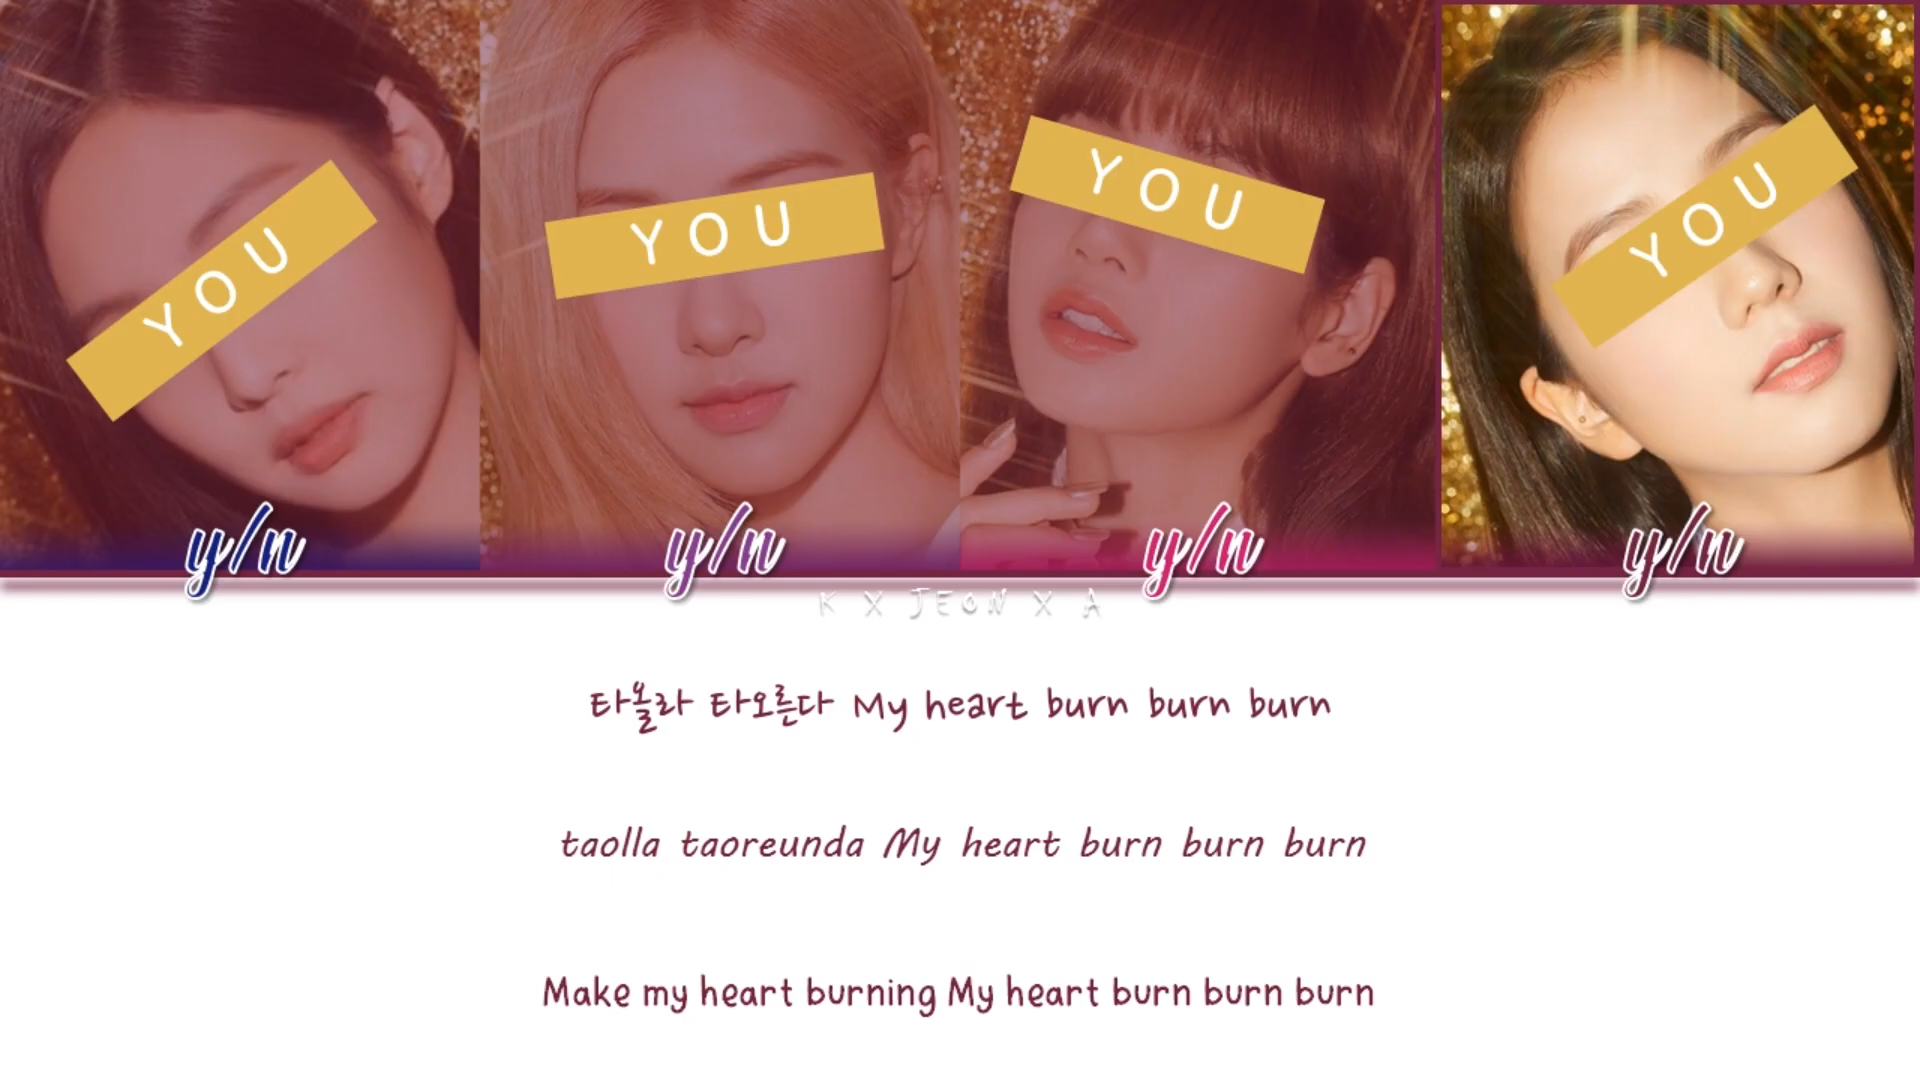 YOU
YOU
YOU
YOU
y/n
y/n
y/n
y/n
K X JEON X A
타올라 타오른다 My heart burn burn burn
taolla taoreunda My heart burn burn burn
Make my heart burning My heart burn burn burn